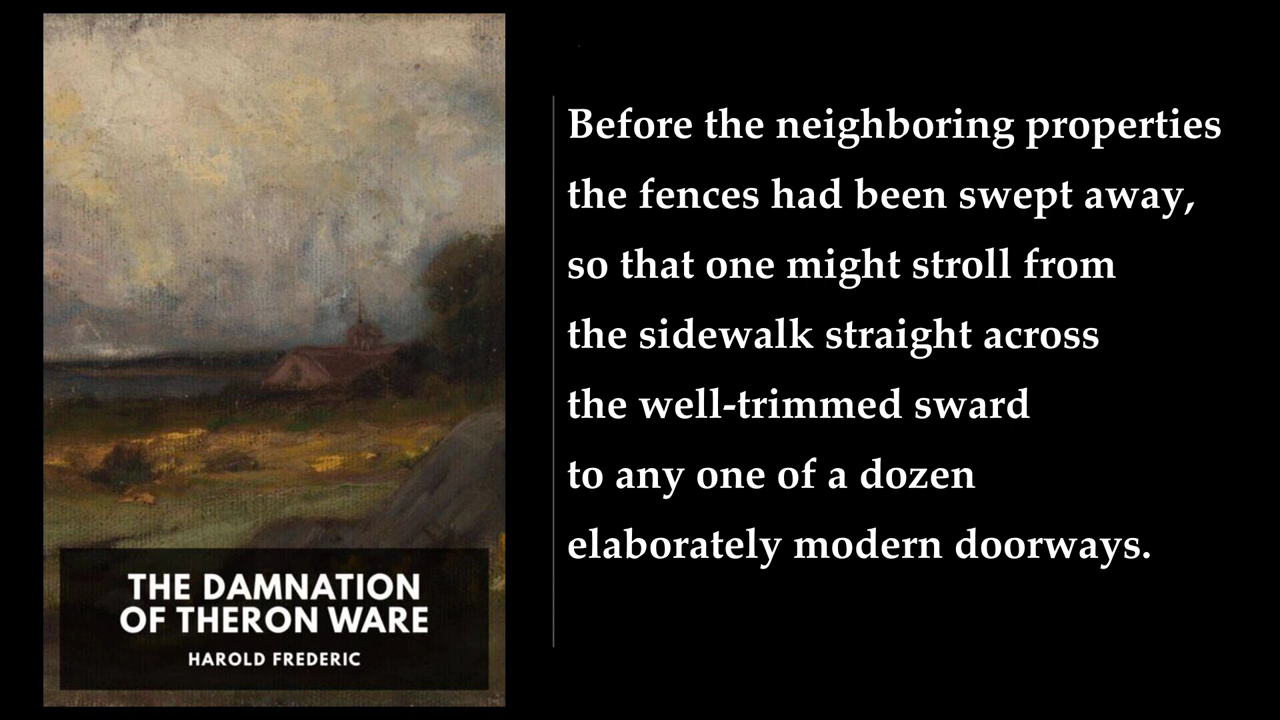 Before the neighboring properties
the fences had been swept away,
so that one might stroll from
the sidewalk straight across
the well-trimmed sward
to any one of a dozen
elaborately modern doorways.
THE DAMNATION
OF THERON WARE
HAROLD FREDERIC